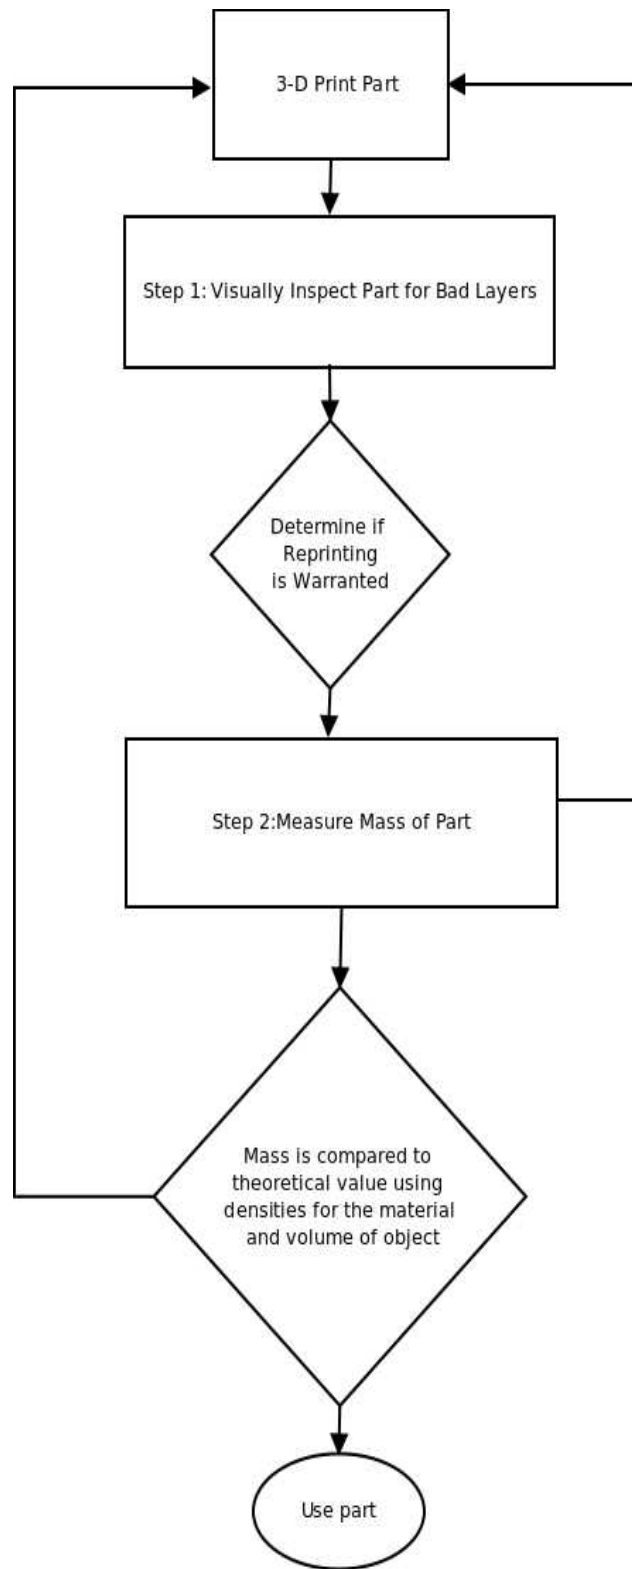 3-D Print Part
Step 1: Visually Inspect Part for Bad Layers
Determine if
Reprinting
is Warranted
Step 2:Measure Mass of Part
Mass is compared to
theoretical value using
densities for the material
and volume of object
Use part